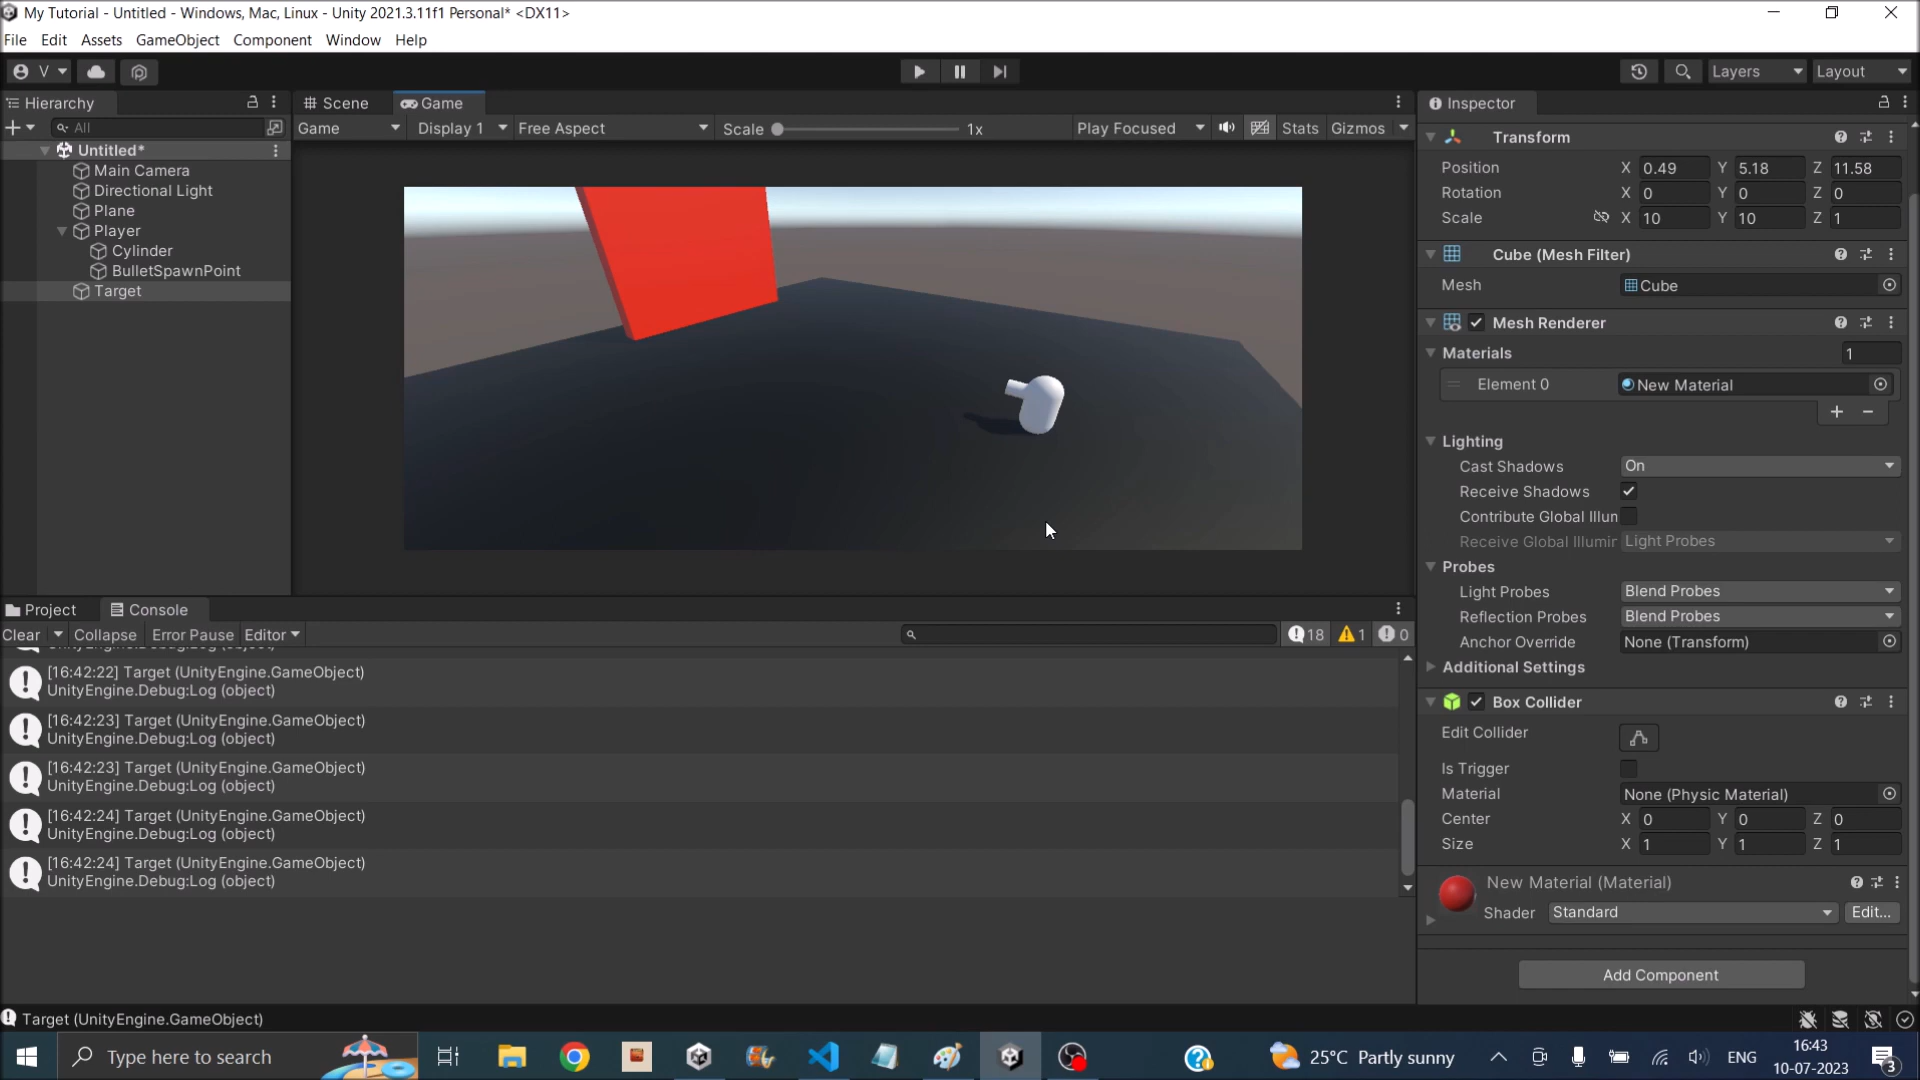 My Tutorial - Untitled - Windows, Mac, Linux - Unity 2021.3.11f1 Personal* <DX11>
File Edit Assets GameObject Component Window Help
V Layers Layout
Hierarchy Scene Game Inspector
All Game Display 1 Free Aspect Scale 1x Play Focused Stats Gizmos
Untitled*
Main Camera
Directional Light
Plane
Player
Cylinder
BulletSpawnPoint
Target
Transform
Position X 0.49 Y 5.18 Z 11.58
Rotation X 0 Y 0 Z 0
Scale X 10 Y 10 Z 1
Cube (Mesh Filter)
Mesh Cube
Mesh Renderer
Materials 1
Element 0 New Material
Lighting
Cast Shadows On
Receive Shadows
Contribute Global Illun
Receive Global Illumir Light Probes
Probes
Light Probes Blend Probes
Reflection Probes Blend Probes
Anchor Override None (Transform)
Additional Settings
Box Collider
Edit Collider
Is Trigger
Material None (Physic Material)
Center X 0 Y 0 Z 0
Size X 1 Y 1 Z 1
New Material (Material)
Shader Standard Edit...
Add Component
Project Console
Clear Collapse Error Pause Editor 18 1 0
UnityEngine.Debug:Log (object)
[16:42:22] Target (UnityEngine.GameObject)
UnityEngine.Debug:Log (object)
[16:42:23] Target (UnityEngine.GameObject)
UnityEngine.Debug:Log (object)
[16:42:23] Target (UnityEngine.GameObject)
UnityEngine.Debug:Log (object)
[16:42:24] Target (UnityEngine.GameObject)
UnityEngine.Debug:Log (object)
[16:42:24] Target (UnityEngine.GameObject)
UnityEngine.Debug:Log (object)
Target (UnityEngine.GameObject)
Type here to search 25°C Partly sunny ENG 16:43
10-07-2023 3